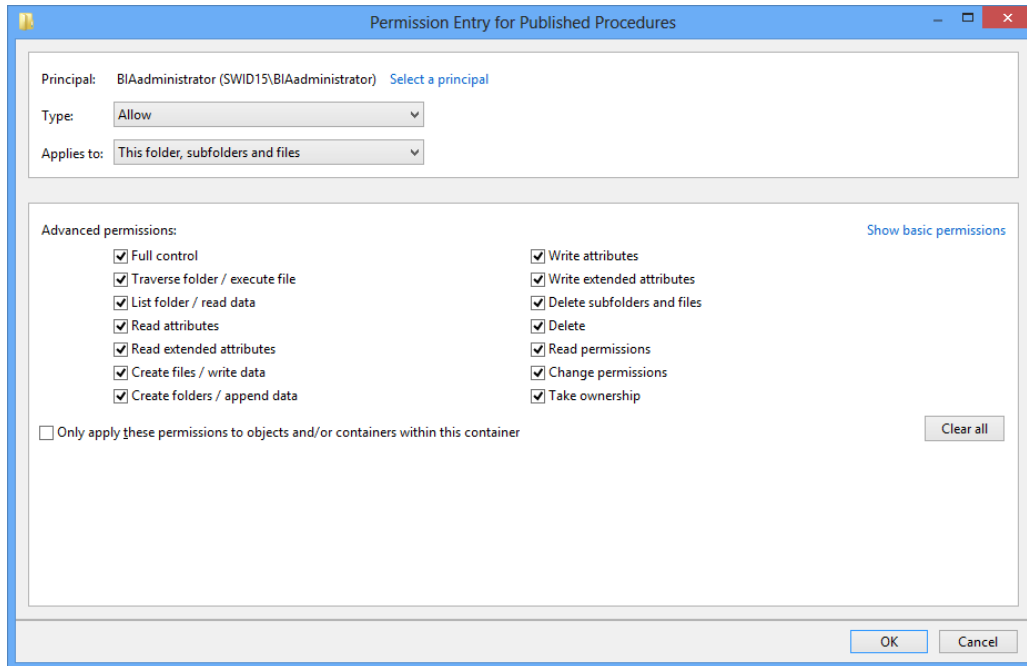 Permission Entry for Published Procedures
Principal: BIAadministrator (SWID15\BIAadministrator) Select a principal
Type: Allow
Applies to: This folder, subfolders and files
Advanced permissions: Show basic permissions
Full control Write attributes
Traverse folder / execute file Write extended attributes
List folder / read data Delete subfolders and files
Read attributes Delete
Read extended attributes Read permissions
Create files / write data Change permissions
Create folders / append data Take ownership
Only apply these permissions to objects and/or containers within this container Clear all
OK Cancel